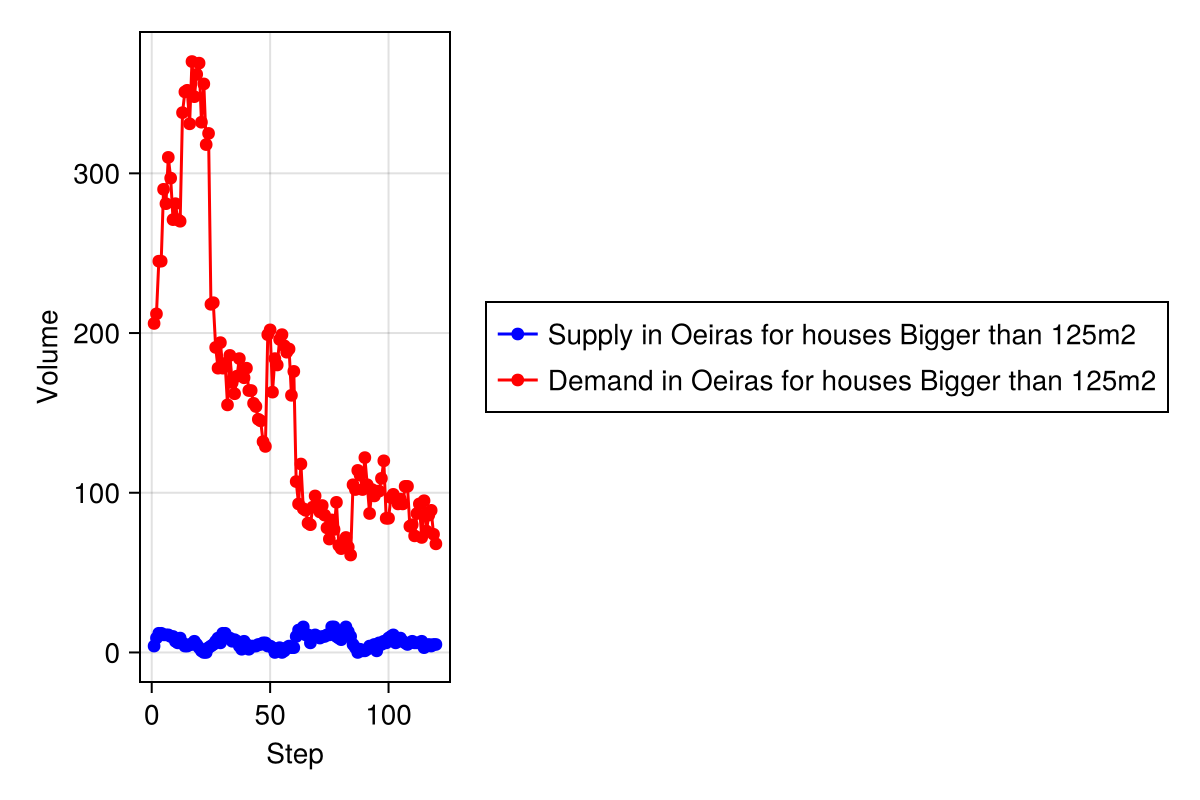 Volume
300
200
100
0
0 50 100
Step
Supply in Oeiras for houses Bigger than 125m2
Demand in Oeiras for houses Bigger than 125m2